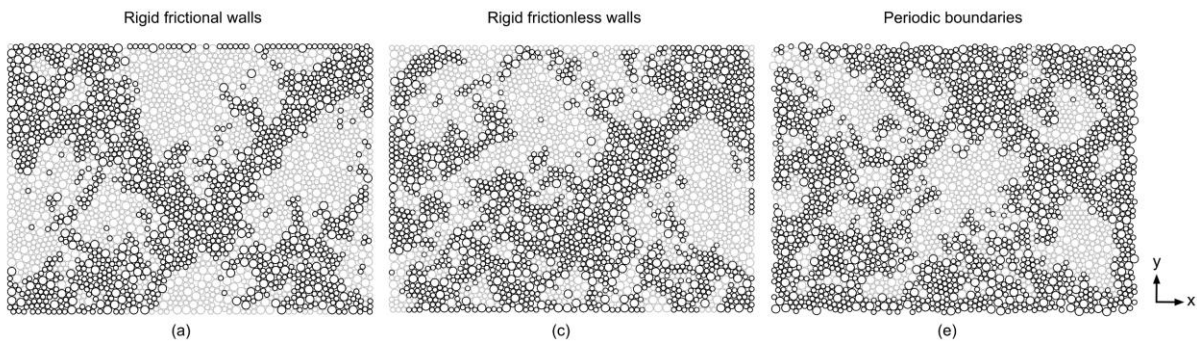 Rigid frictional walls
Rigid frictionless walls
Periodic boundaries
y
x
(a)
(c)
(e)